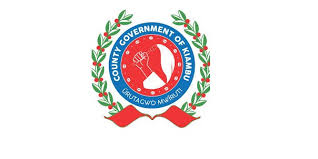 COUNTY GOVERNMENT OF KIAMBU
URUTAGWO MWIRUTI